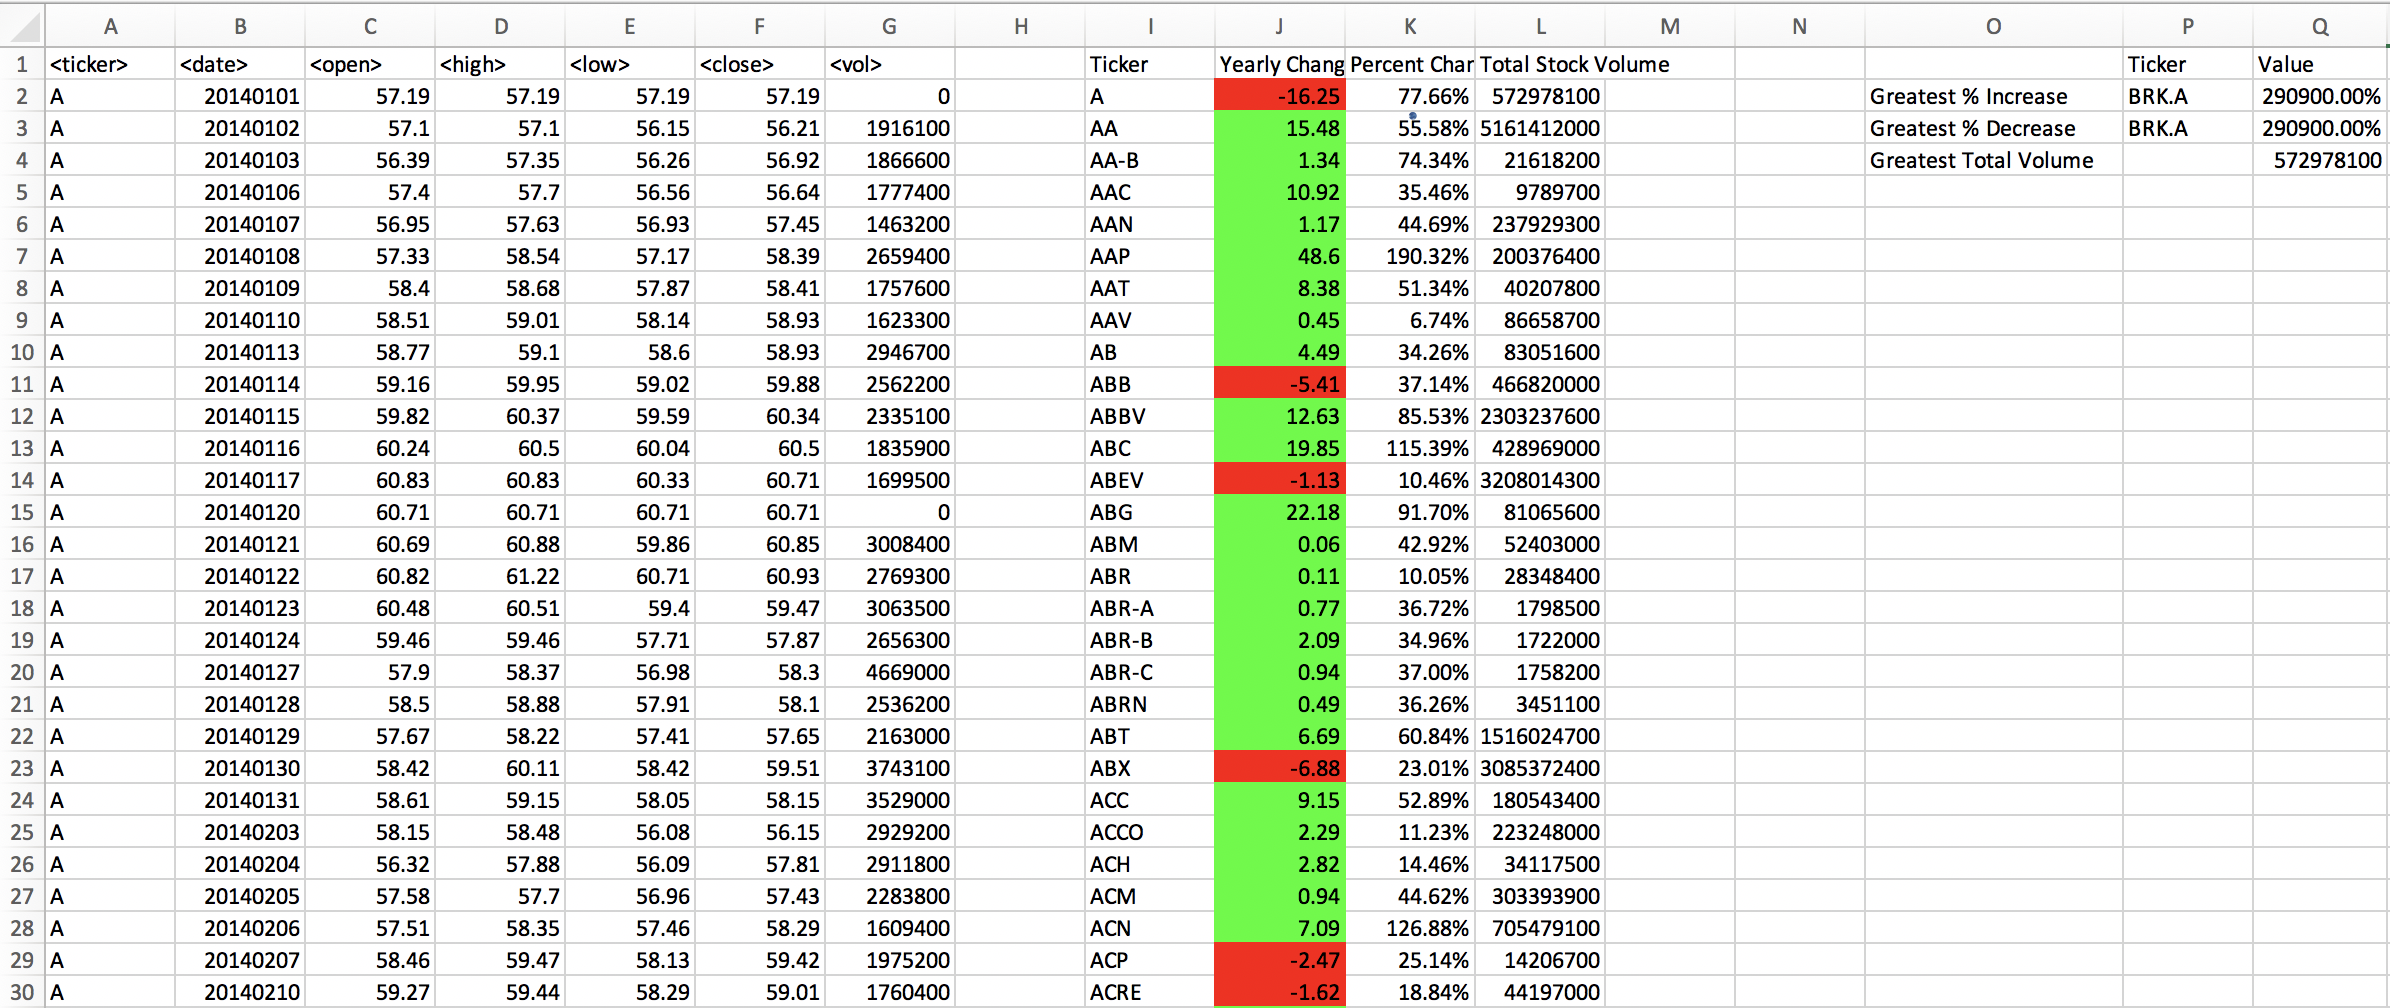 A B C D E F G H I J K L M N O P Q
1 <ticker> <date> <open> <high> <low> <close> <vol> Ticker Yearly Chang Percent Char Total Stock Volume Ticker Value
2 A 20140101 57.19 57.19 57.19 57.19 0 A -16.25 77.66% 572978100 Greatest % Increase BRK.A 290900.00%
3 A 20140102 57.1 57.1 56.15 56.21 1916100 AA 15.48 55.58% 5161412000 Greatest % Decrease BRK.A 290900.00%
4 A 20140103 56.39 57.35 56.26 56.92 1866600 AA-B 1.34 74.34% 21618200 Greatest Total Volume 572978100
5 A 20140106 57.4 57.7 56.56 56.64 1777400 AAC 10.92 35.46% 9789700
6 A 20140107 56.95 57.63 56.93 57.45 1463200 AAN 1.17 44.69% 237929300
7 A 20140108 57.33 58.54 57.17 58.39 2659400 AAP 48.6 190.32% 200376400
8 A 20140109 58.4 58.68 57.87 58.41 1757600 AAT 8.38 51.34% 40207800
9 A 20140110 58.51 59.01 58.14 58.93 1623300 AAV 0.45 6.74% 86658700
10 A 20140113 58.77 59.1 58.6 58.93 2946700 AB 4.49 34.26% 83051600
11 A 20140114 59.16 59.95 59.02 59.88 2562200 ABB -5.41 37.14% 466820000
12 A 20140115 59.82 60.37 59.59 60.34 2335100 ABBV 12.63 85.53% 2303237600
13 A 20140116 60.24 60.5 60.04 60.5 1835900 ABC 19.85 115.39% 428969000
14 A 20140117 60.83 60.83 60.33 60.71 1699500 ABEV -1.13 10.46% 3208014300
15 A 20140120 60.71 60.71 60.71 60.71 0 ABG 22.18 91.70% 81065600
16 A 20140121 60.69 60.88 59.86 60.85 3008400 ABM 0.06 42.92% 52403000
17 A 20140122 60.82 61.22 60.71 60.93 2769300 ABR 0.11 10.05% 28348400
18 A 20140123 60.48 60.51 59.4 59.47 3063500 ABR-A 0.77 36.72% 1798500
19 A 20140124 59.46 59.46 57.71 57.87 2656300 ABR-B 2.09 34.96% 1722000
20 A 20140127 57.9 58.37 56.98 58.3 4669000 ABR-C 0.94 37.00% 1758200
21 A 20140128 58.5 58.88 57.91 58.1 2536200 ABRN 0.49 36.26% 3451100
22 A 20140129 57.67 58.22 57.41 57.65 2163000 ABT 6.69 60.84% 1516024700
23 A 20140130 58.42 60.11 58.42 59.51 3743100 ABX -6.88 23.01% 3085372400
24 A 20140131 58.61 59.15 58.05 58.15 3529000 ACC 9.15 52.89% 180543400
25 A 20140203 58.15 58.48 56.08 56.15 2929200 ACCO 2.29 11.23% 223248000
26 A 20140204 56.32 57.88 56.09 57.81 2911800 ACH 2.82 14.46% 34117500
27 A 20140205 57.58 57.7 56.96 57.43 2283800 ACM 0.94 44.62% 303393900
28 A 20140206 57.51 58.35 57.46 58.29 1609400 ACN 7.09 126.88% 705479100
29 A 20140207 58.46 59.47 58.13 59.42 1975200 ACP -2.47 25.14% 14206700
30 A 20140210 59.27 59.44 58.29 59.01 1760400 ACRE -1.62 18.84% 44197000